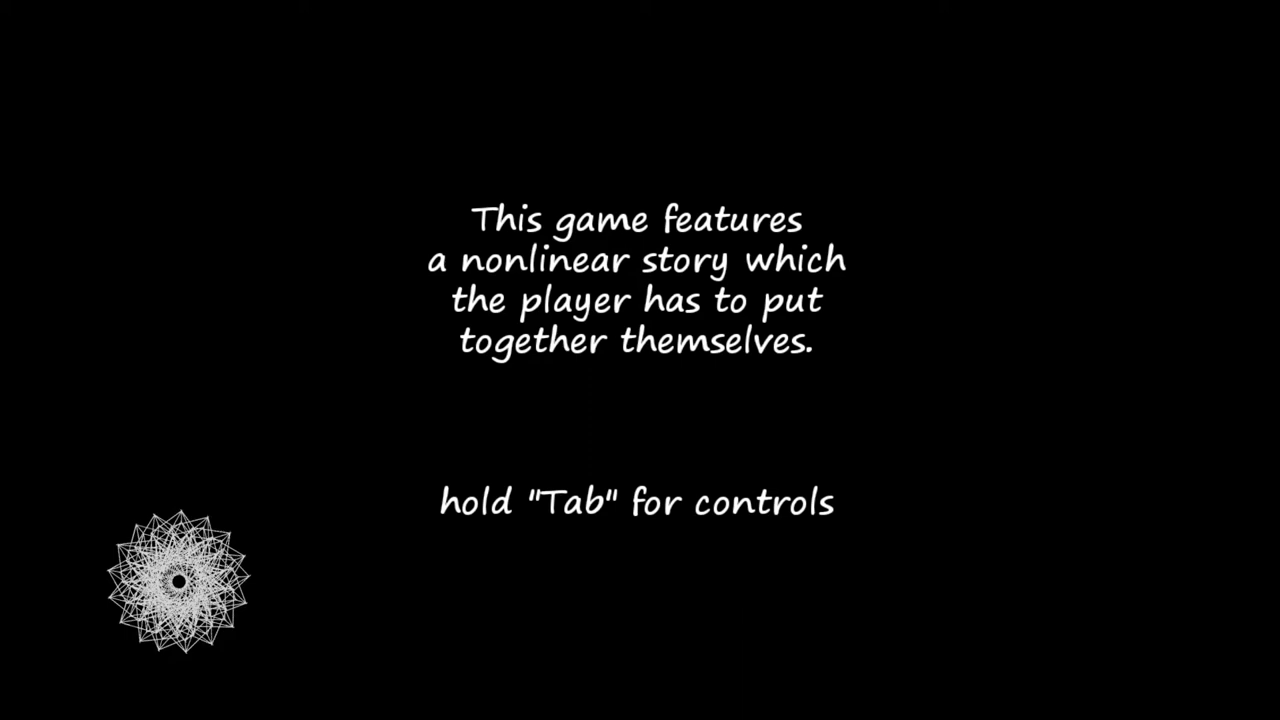 This game features
a nonlinear story which
the player has to put
together themselves.
hold "Tab" for controls